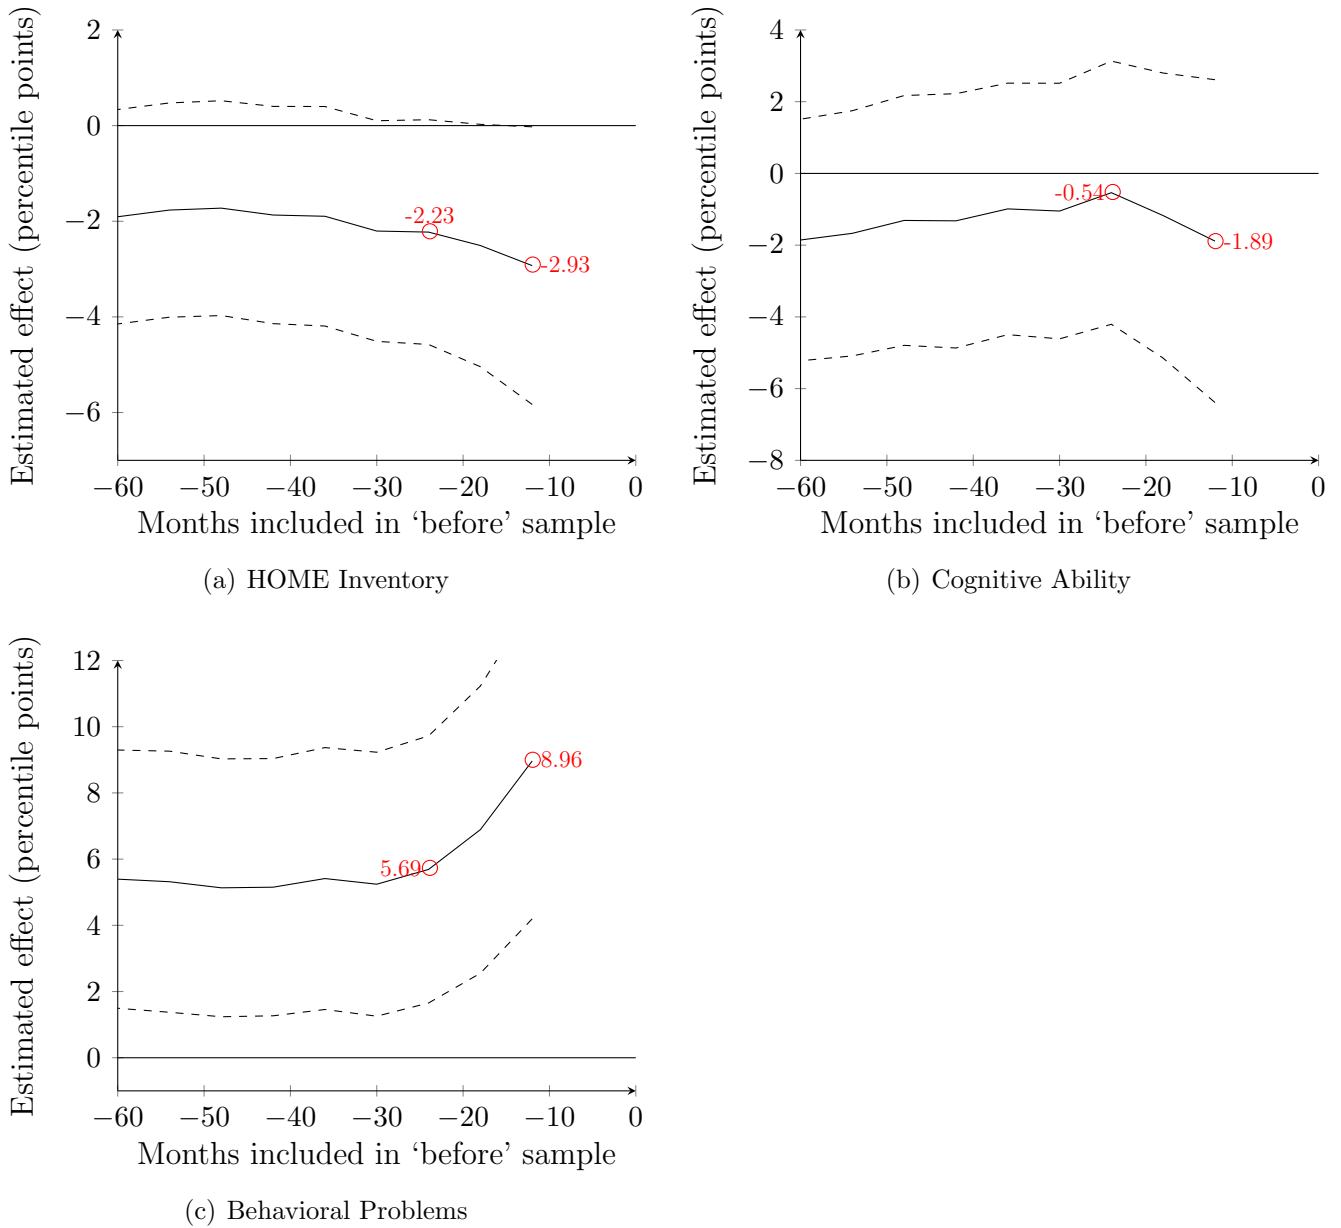 Estimated effect (percentile points)
2
0
−2
−4
−6
-2.23
-2.93
−60 −50 −40 −30 −20 −10 0
Months included in ‘before’ sample
(a) HOME Inventory
Estimated effect (percentile points)
4
2
0
−2
−4
−6
−8
-0.54
-1.89
−60 −50 −40 −30 −20 −10 0
Months included in ‘before’ sample
(b) Cognitive Ability
Estimated effect (percentile points)
12
10
8
6
4
2
0
8.96
5.69
−60 −50 −40 −30 −20 −10 0
Months included in ‘before’ sample
(c) Behavioral Problems